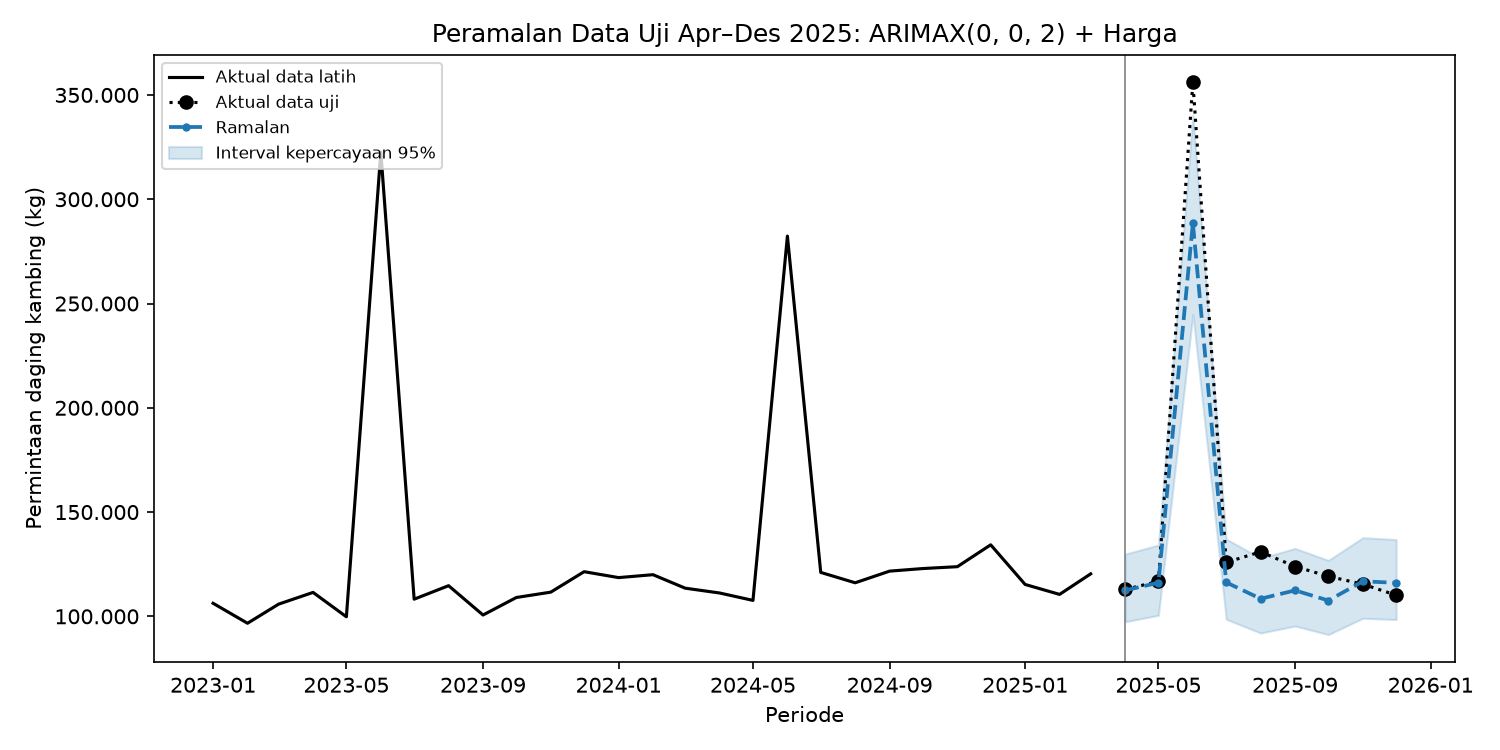 Peramalan Data Uji Apr–Des 2025: ARIMAX(0, 0, 2) + Harga
Aktual data latih
Aktual data uji
Ramalan
Interval kepercayaan 95%
Permintaan daging kambing (kg)
350.000
300.000
250.000
200.000
150.000
100.000
2023-01 2023-05 2023-09 2024-01 2024-05 2024-09 2025-01 2025-05 2025-09 2026-01
Periode